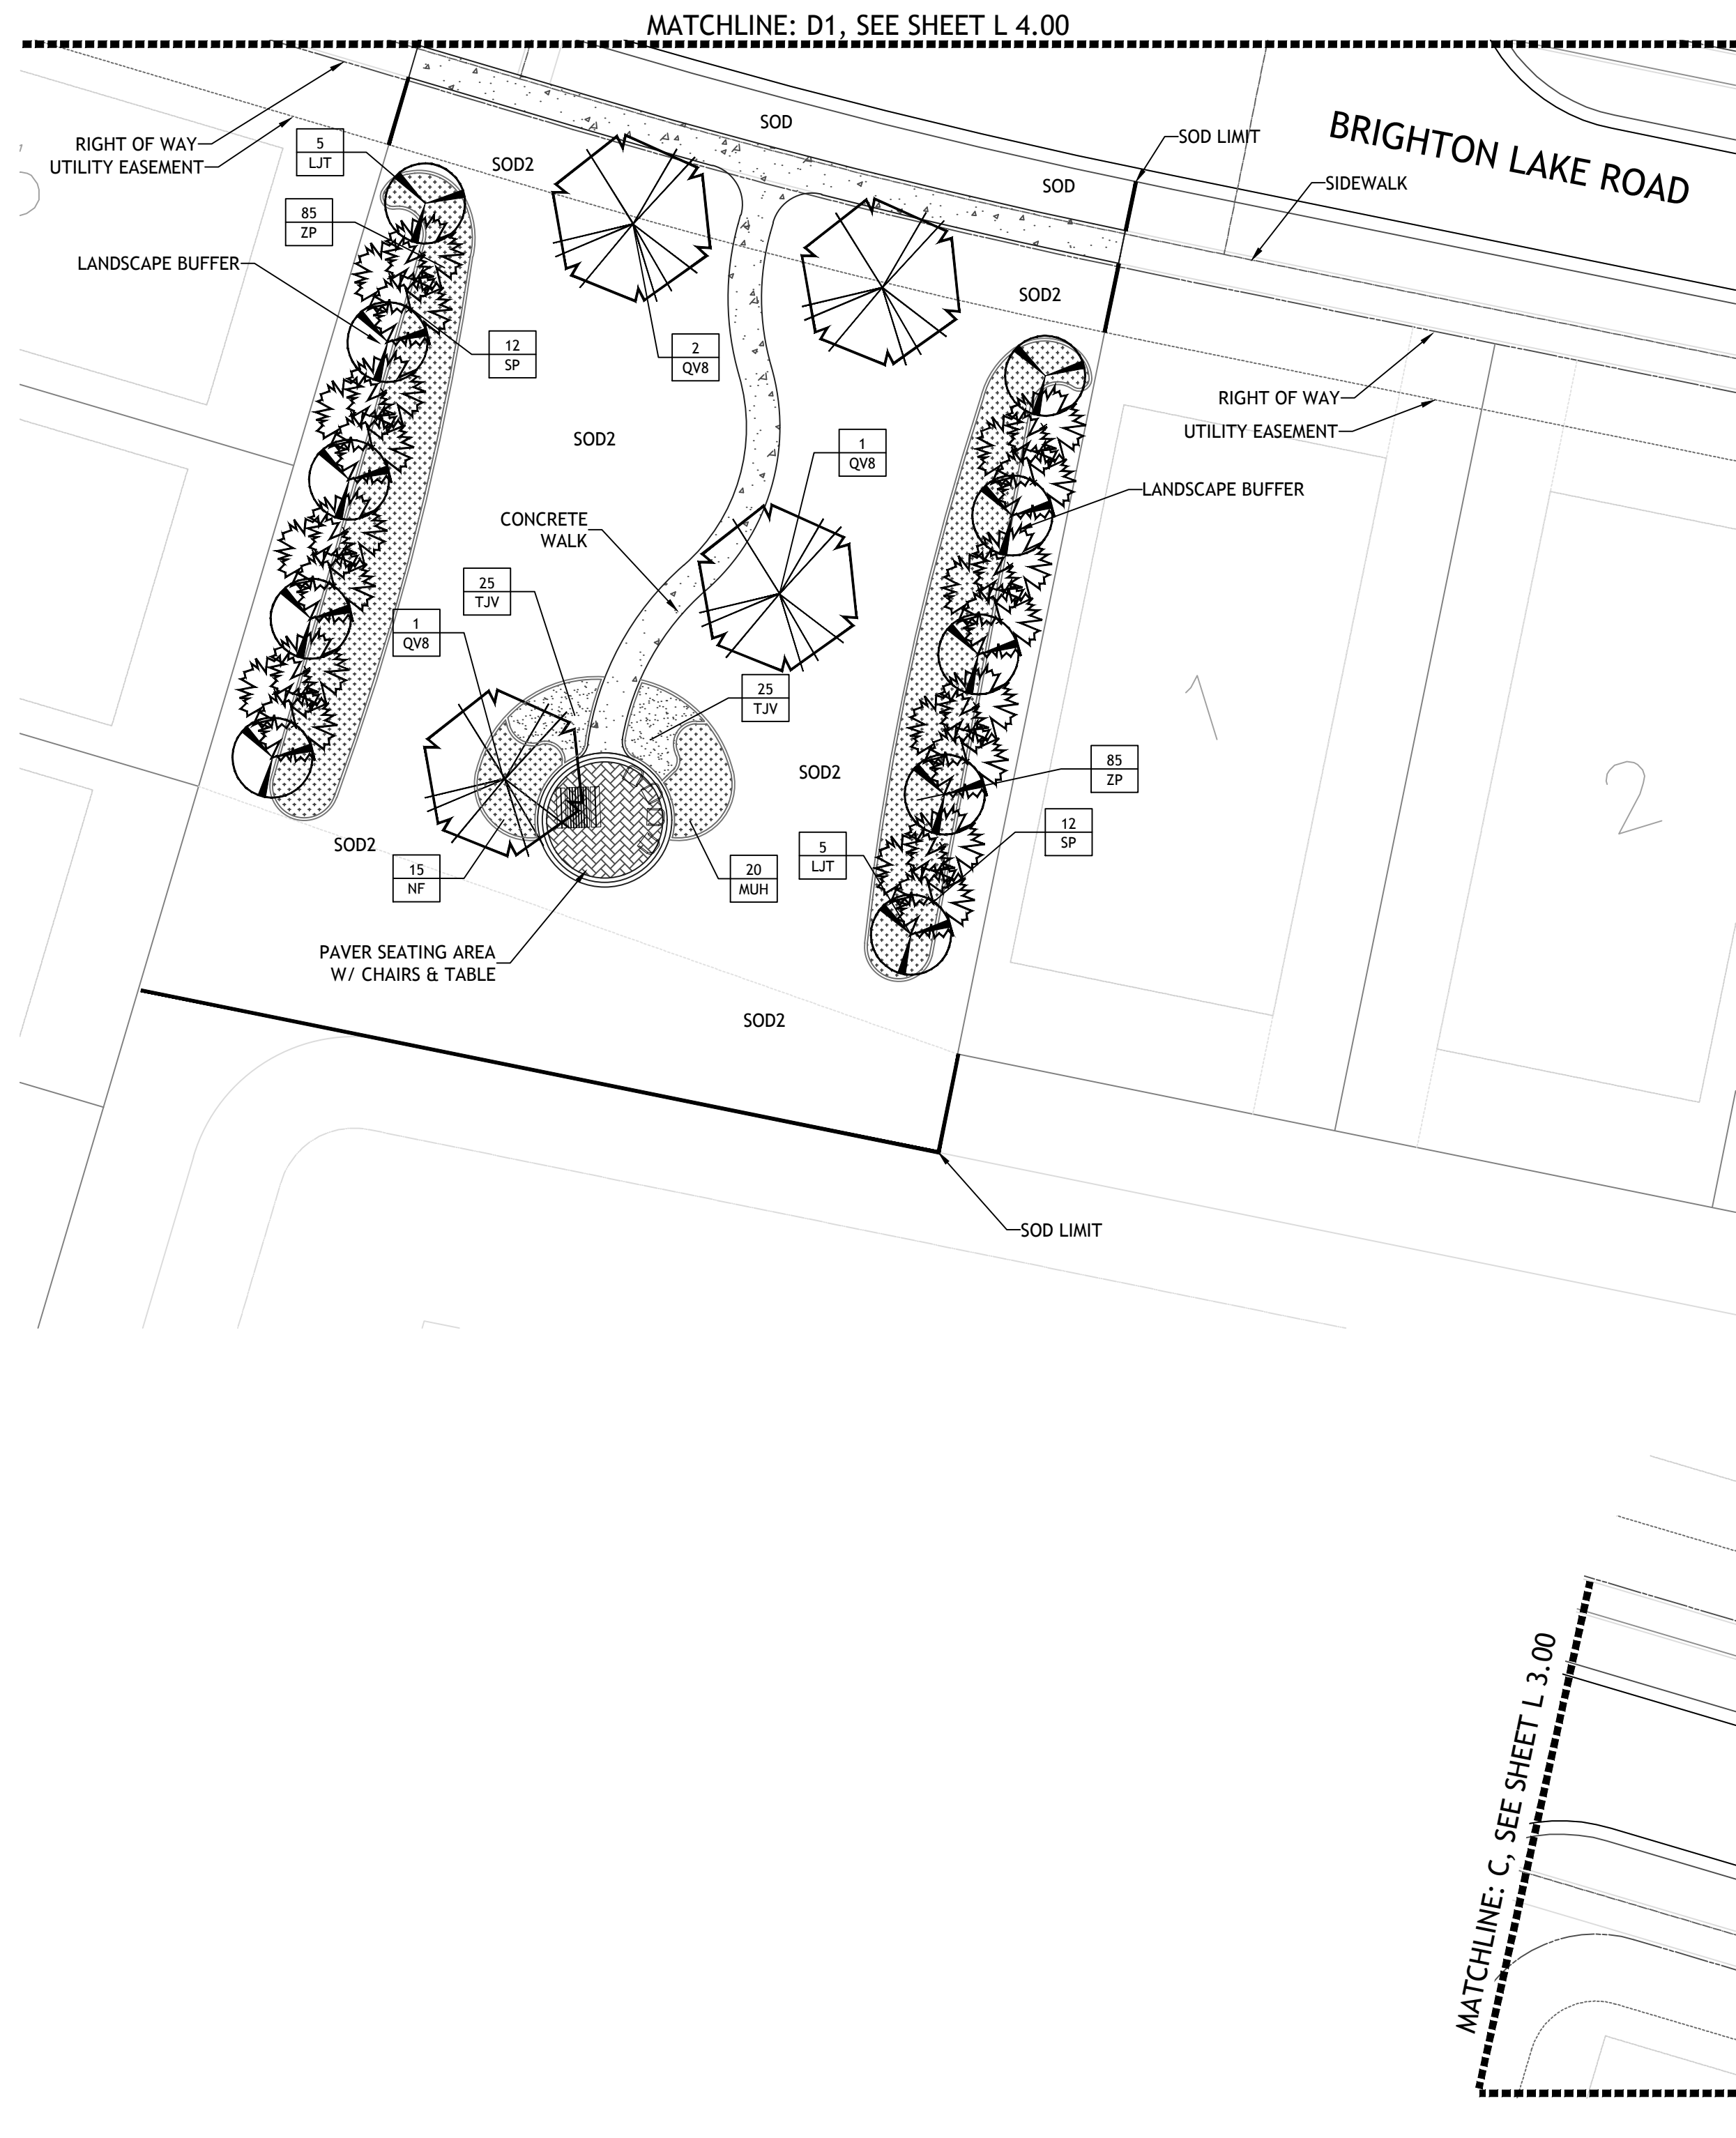 MATCHLINE: D1, SEE SHEET L 4.00
BRIGHTON LAKE ROAD
SOD
SOD LIMIT
RIGHT OF WAY
UTILITY EASEMENT
5
LJT
SOD2
SOD
SIDEWALK
85
ZP
LANDSCAPE BUFFER
SOD2
12
SP
2
QV8
RIGHT OF WAY
UTILITY EASEMENT
SOD2
1
QV8
LANDSCAPE BUFFER
CONCRETE
WALK
25
TJV
1
QV8
25
TJV
1
SOD2
85
ZP
2
12
SP
SOD2
5
LJT
15
NF
20
MUH
PAVER SEATING AREA
W/ CHAIRS & TABLE
SOD2
SOD LIMIT
MATCHLINE: C, SEE SHEET L 3.00